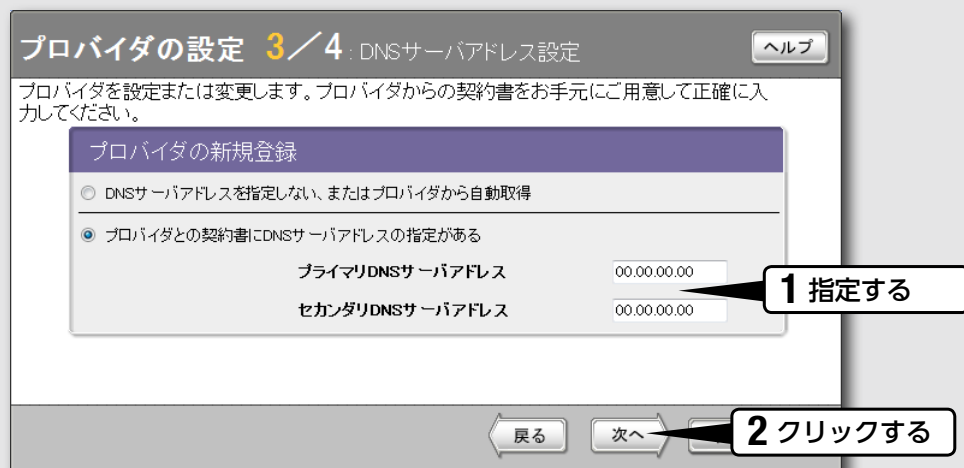 プロバイダの設定 3/4:DNSサーバアドレス設定
ヘルプ
プロバイダを設定または変更します。プロバイダからの契約書をお手元にご用意して正確に入
力してください。
プロバイダの新規登録
DNSサーバアドレスを指定しない、またはプロバイダから自動取得
プロバイダとの契約書にDNSサーバアドレスの指定がある
プライマリDNSサーバアドレス 00.00.00.00
1 指定する
セカンダリDNSサーバアドレス 00.00.00.00
戻る 次へ 2 クリックする